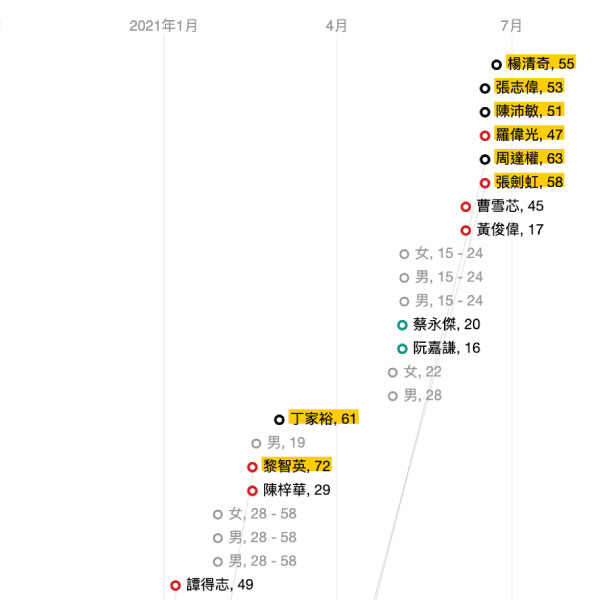 2021年1月 4月 7月
楊清奇, 55
張志偉, 53
陳沛敏, 51
羅偉光, 47
周達權, 63
張劍虹, 58
曹雪芯, 45
黃俊偉, 17
女, 15 - 24
男, 15 - 24
男, 15 - 24
蔡永傑, 20
阮嘉謙, 16
女, 22
男, 28
丁家裕, 61
男, 19
黎智英, 72
陳梓華, 29
女, 28 - 58
男, 28 - 58
男, 28 - 58
譚得志, 49